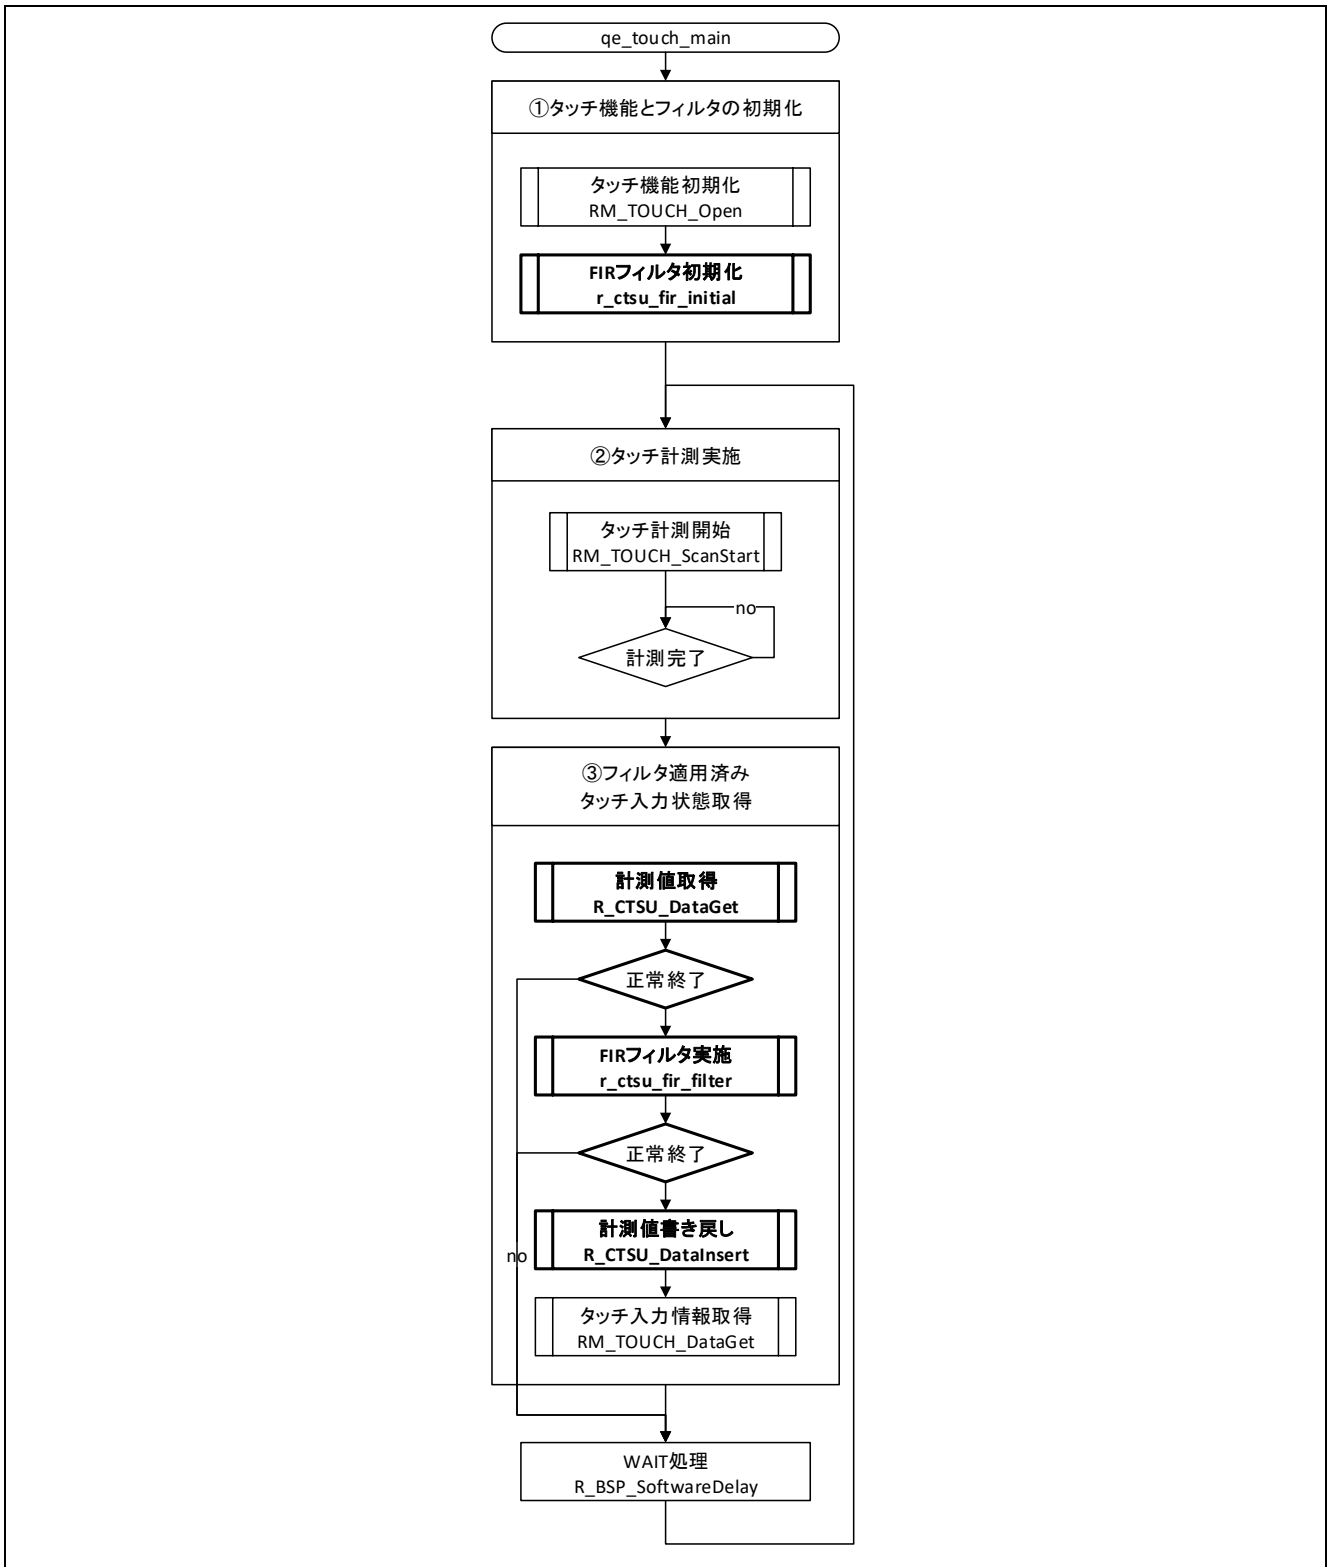 qe_touch_main
①タッチ機能とフィルタの初期化
タッチ機能初期化
RM_TOUCH_Open
FIRフィルタ初期化
r_ctsu_fir_initial
②タッチ計測実施
タッチ計測開始
RM_TOUCH_ScanStart
no
計測完了
③フィルタ適用済み
タッチ入力状態取得
計測値取得
R_CTSU_DataGet
正常終了
FIRフィルタ実施
r_ctsu_fir_filter
正常終了
計測値書き戻し
R_CTSU_DataInsert
no
タッチ入力情報取得
RM_TOUCH_DataGet
WAIT処理
R_BSP_SoftwareDelay